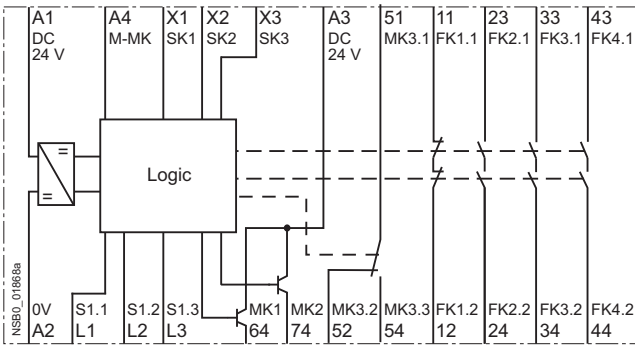 A1 A4 X1 X2 X3 A3 51 11 23 33 43
DC M-MK SK1 SK2 SK3 DC MK3.1 FK1.1 FK2.1 FK3.1 FK4.1
24 V 24 V
=
Logic
=
NSB0_01868a
0V S1.1 S1.2 S1.3 MK1 MK2 MK3.2 MK3.3 FK1.2 FK2.2 FK3.2 FK4.2
A2 L1 L2 L3 64 74 52 54 12 24 34 44